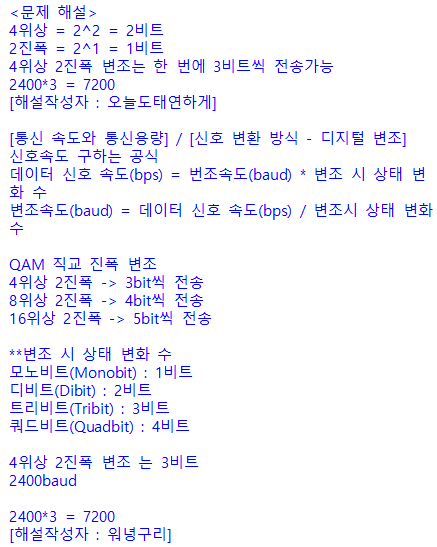 <문제 해설>
4위상 = 2^2 = 2비트
2진폭 = 2^1 = 1비트
4위상 2진폭 변조는 한 번에 3비트씩 전송가능
2400*3 = 7200
[해설작성자 : 오늘도태연하게]
[통신 속도와 통신용량] / [신호 변환 방식 - 디지털 변조]
신호속도 구하는 공식
데이터 신호 속도(bps) = 번조속도(baud) * 변조 시 상태 변
화 수
변조속도(baud) = 데이터 신호 속도(bps) / 변조시 상태 변화
수
QAM 직교 진폭 변조
4위상 2진폭 -> 3bit씩 전송
8위상 2진폭 -> 4bit씩 전송
16위상 2진폭 -> 5bit씩 전송
**변조 시 상태 변화 수
모노비트(Monobit) : 1비트
디비트(Dibit) : 2비트
트리비트(Tribit) : 3비트
쿼드비트(Quadbit) : 4비트
4위상 2진폭 변조 는 3비트
2400baud
2400*3 = 7200
[해설작성자 : 워녕구리]